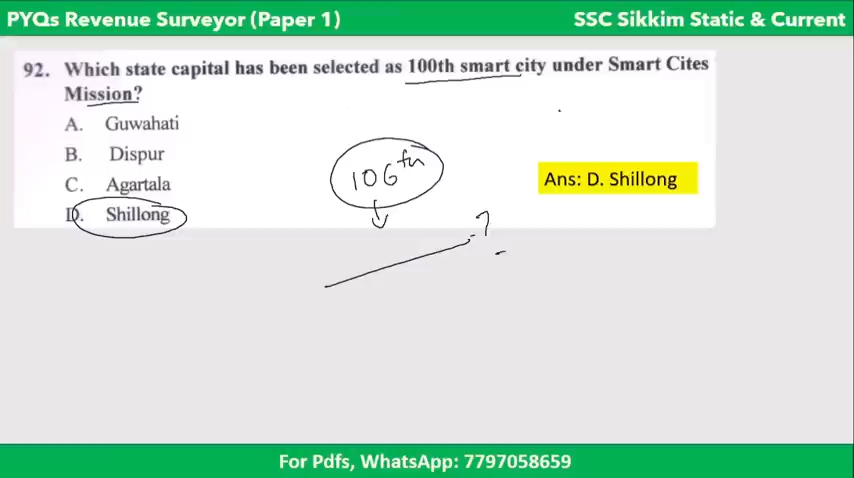 PYQs Revenue Surveyor (Paper 1)
SSC Sikkim Static & Current
92. Which state capital has been selected as 100th smart city under Smart Cites
Mission?
A. Guwahati
B. Dispur
C. Agartala
D. Shillong
106th
Ans: D. Shillong
?
For Pdfs, WhatsApp: 7797058659